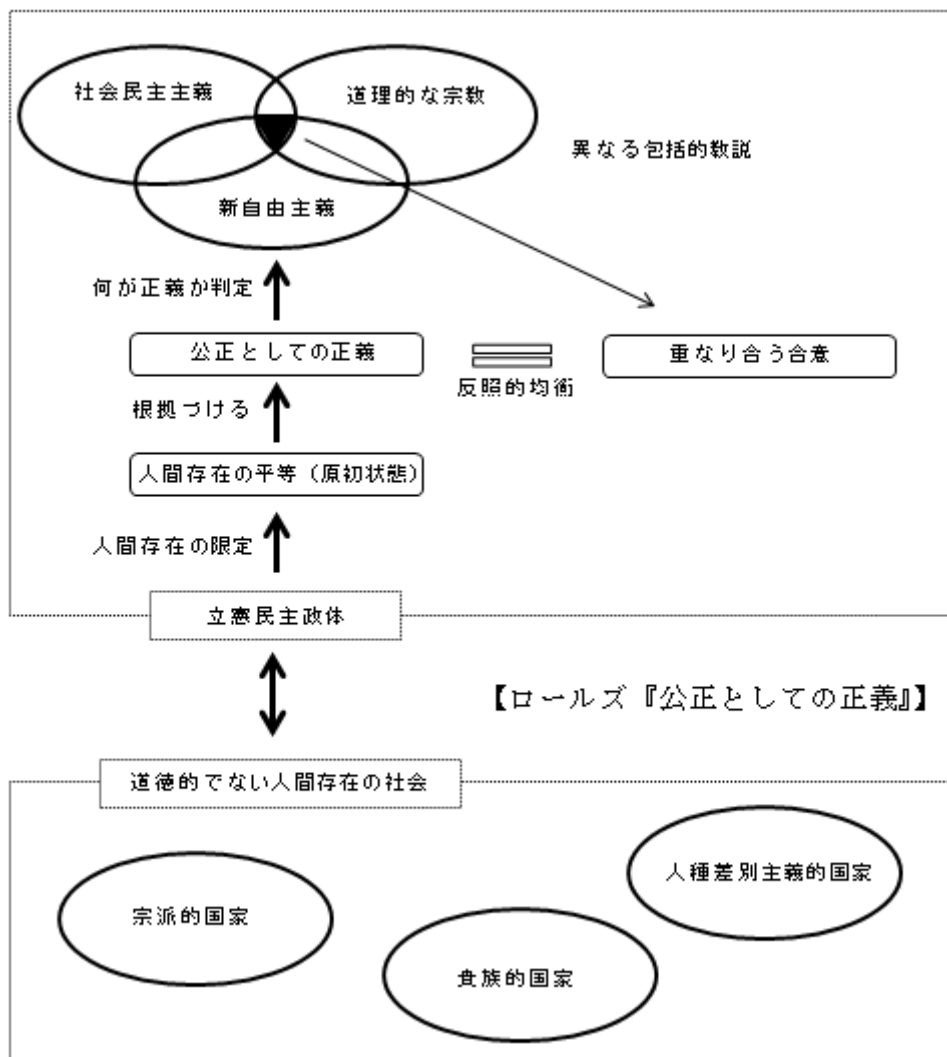 社会民主主義
道理的な宗教
異なる包括的教説
新自由主義
何が正義か判定
公正としての正義
重なり合う合意
反照的均衡
根拠づける
人間存在の平等（原初状態）
人間存在の限定
立憲民主政体
【ロールズ『公正としての正義』】
道徳的でない人間存在の社会
人種差別主義的国家
宗派的国家
貴族的国家